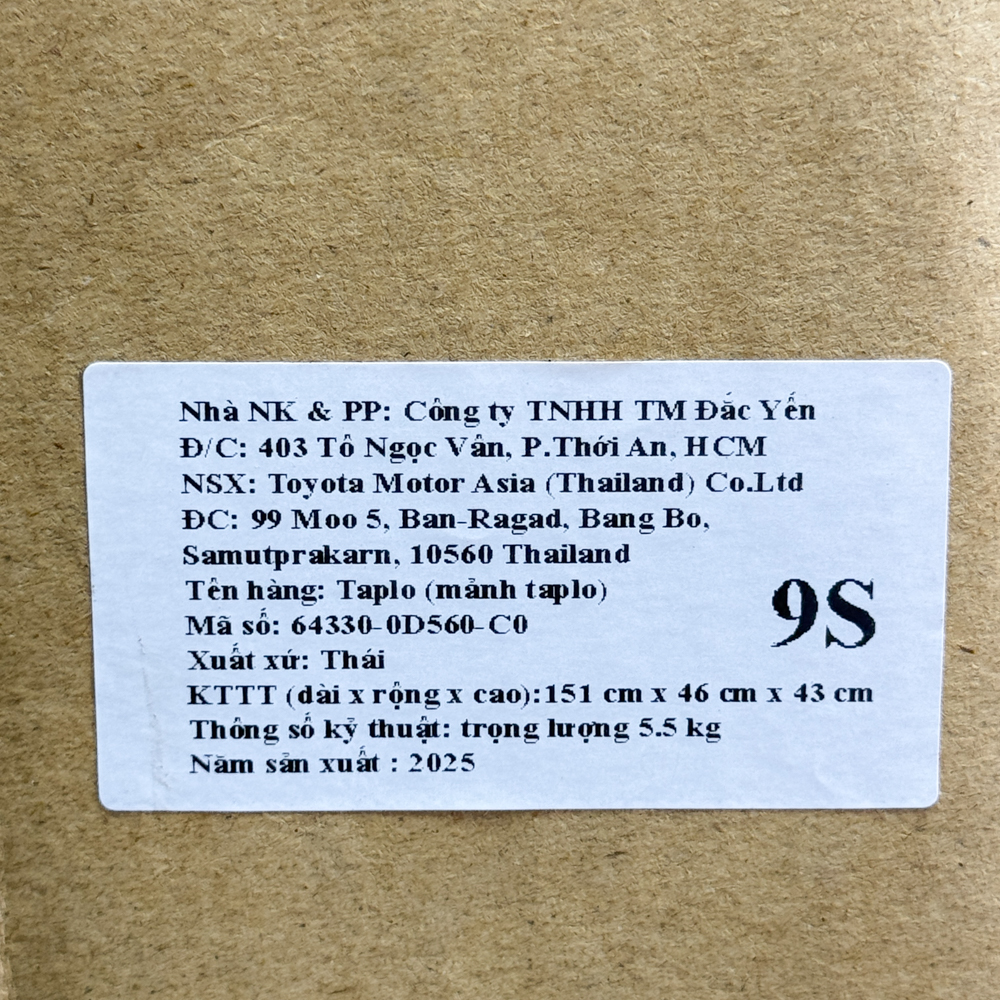 Nhà NK & PP: Công ty TNHH TM Đắc Yến
Đ/C: 403 Tô Ngọc Vân, P.Thới An, HCM
NSX: Toyota Motor Asia (Thailand) Co.Ltd
ĐC: 99 Moo 5, Ban-Ragad, Bang Bo,
Samutprakarn, 10560 Thailand
Tên hàng: Taplo (mảnh taplo)
9S
Mã số: 64330-0D560-C0
Xuất xứ: Thái
KTTT (dài x rộng x cao):151 cm x 46 cm x 43 cm
Thông số kỷ thuật: trọng lượng 5.5 kg
Năm sản xuất : 2025